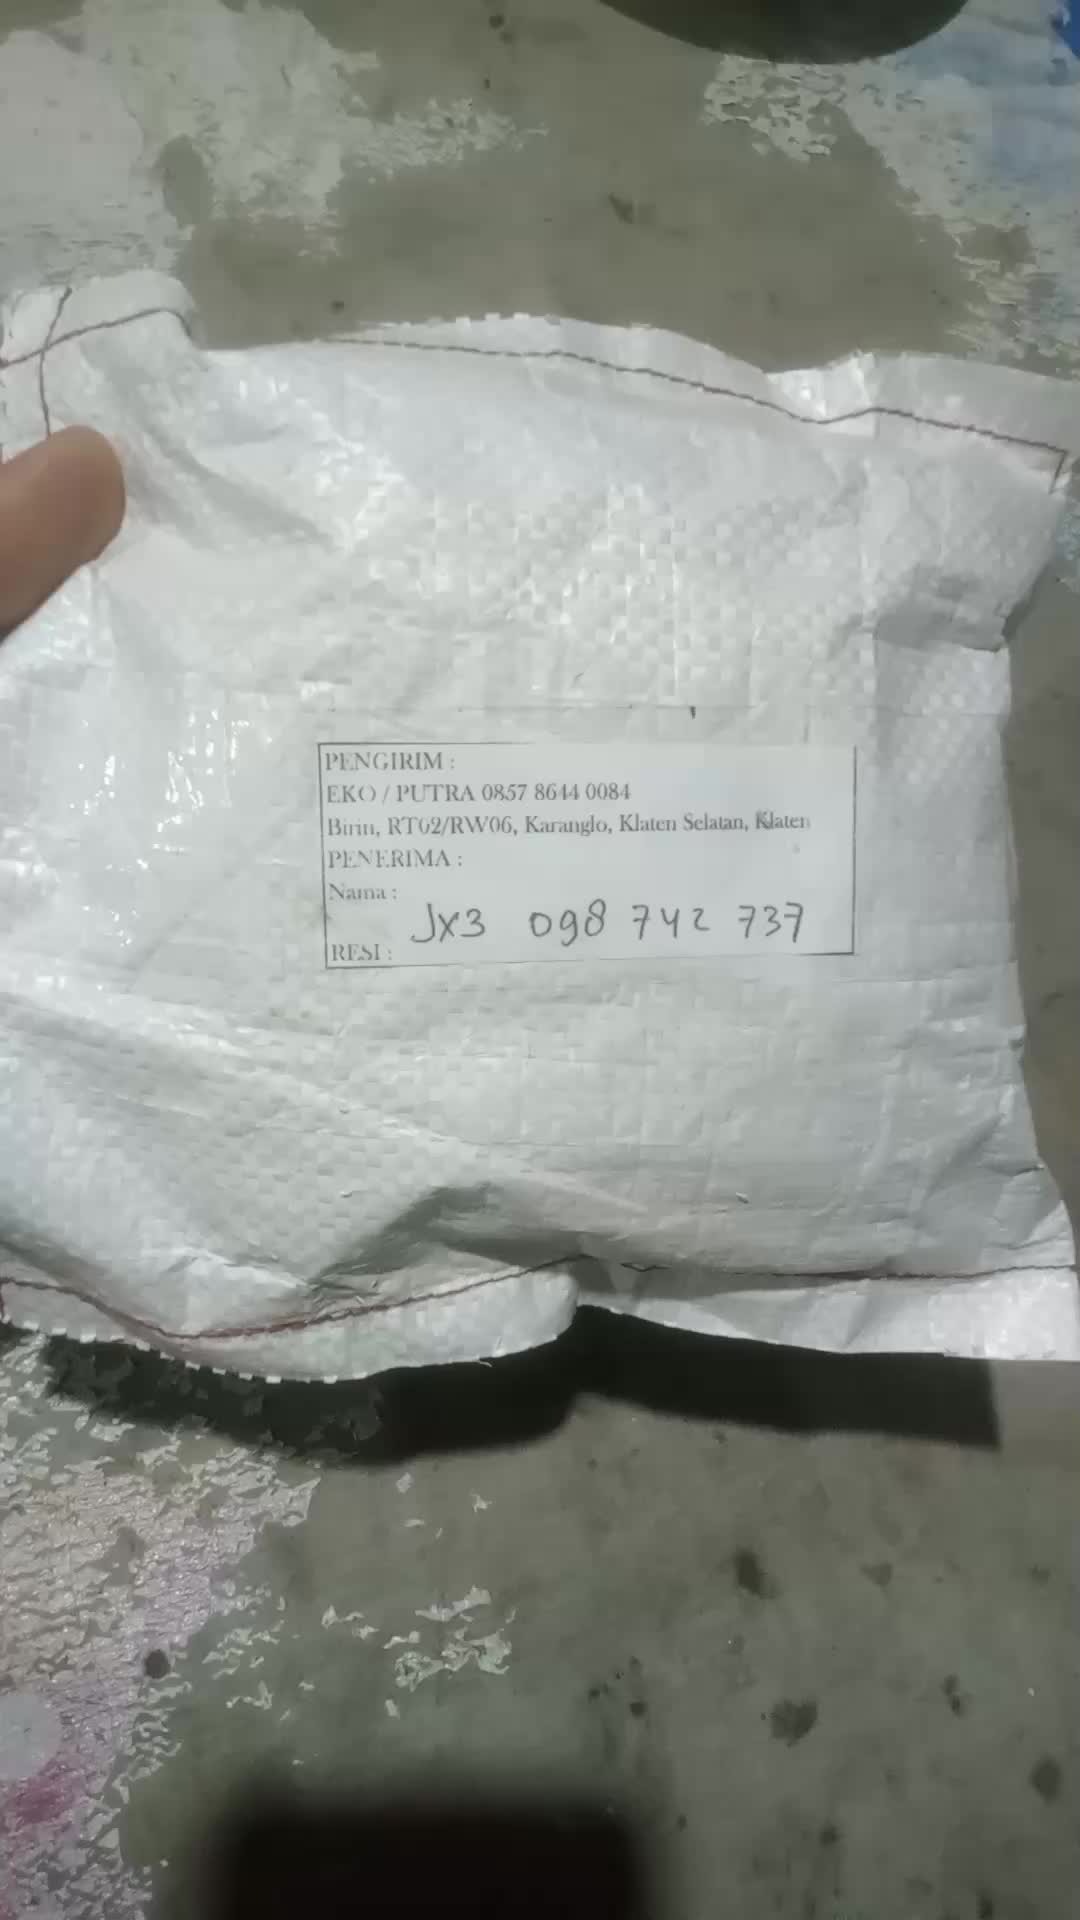 PENGIRIM :
EKO / PUTRA 0857 8644 0084
Birin, RT02/RW06, Karanglo, Klaten Selatan, Klaten
PENERIMA :
Nama :
JX3 098 742 737
RESI :